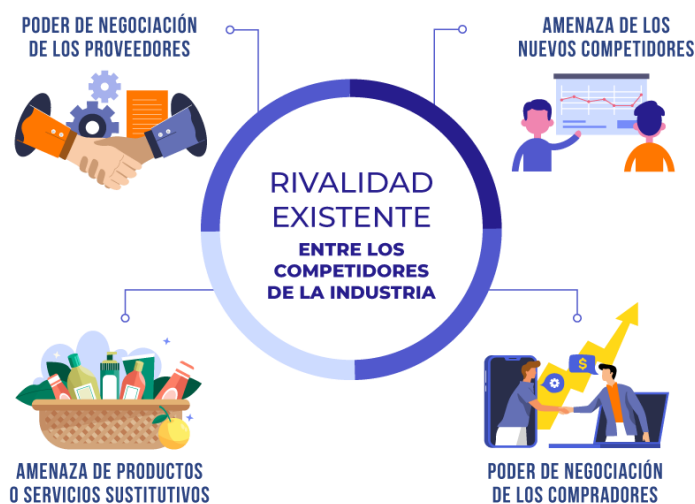 PODER DE NEGOCIACIÓN
DE LOS PROVEEDORES
AMENAZA DE LOS
NUEVOS COMPETIDORES
RIVALIDAD
EXISTENTE
ENTRE LOS
COMPETIDORES
DE LA INDUSTRIA
$
AMENAZA DE PRODUCTOS
O SERVICIOS SUSTITUTIVOS
PODER DE NEGOCIACIÓN
DE LOS COMPRADORES